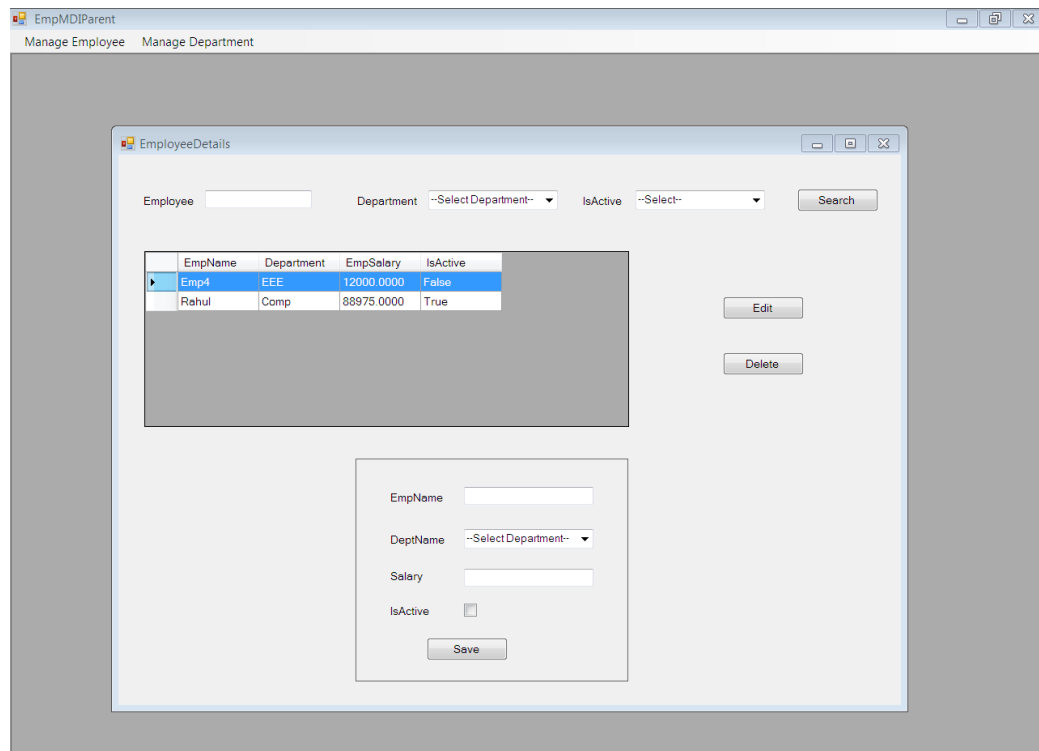 EmpMDIParent
Manage Employee Manage Department
EmployeeDetails
Employee Department --Select Department-- IsActive --Select-- Search
EmpName Department EmpSalary IsActive
Emp4 EEE 12000.0000 False
Rahul Comp 88975.0000 True
Edit
Delete
EmpName
DeptName --Select Department--
Salary
IsActive
Save